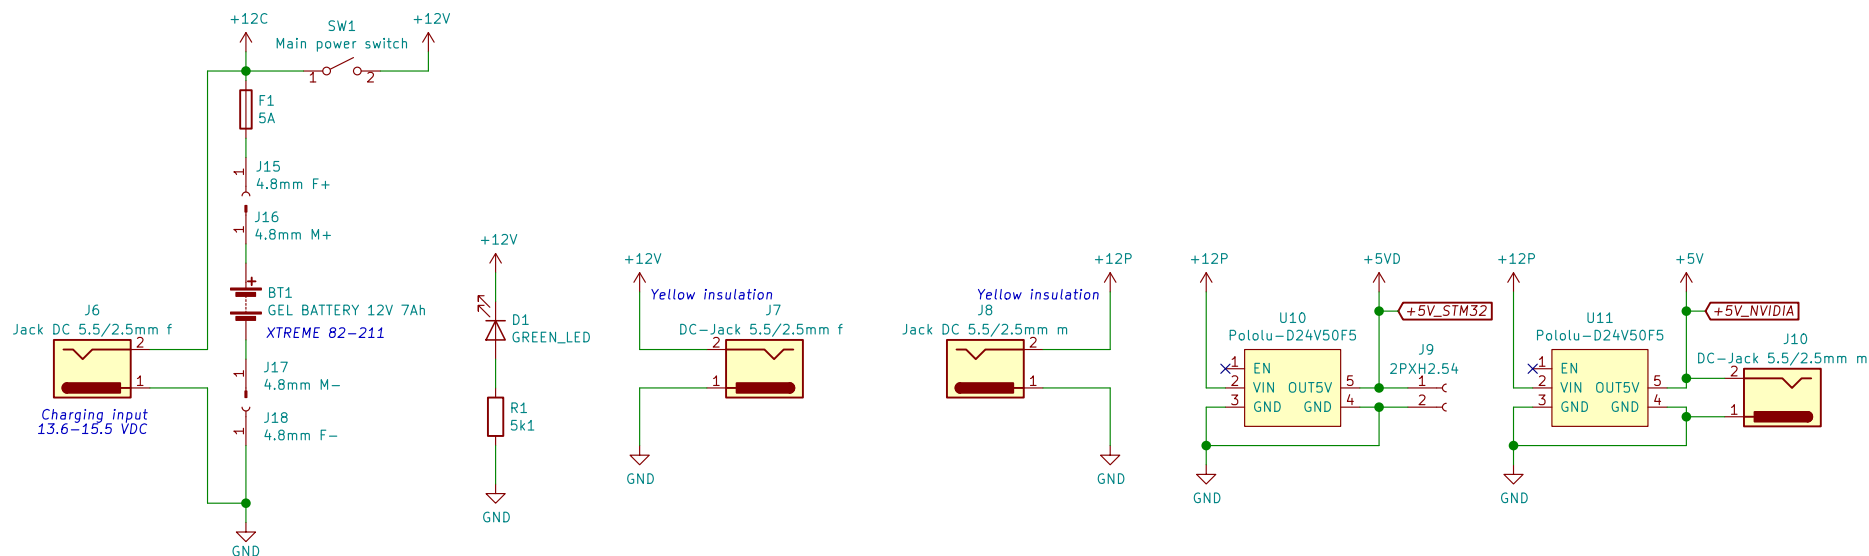 +12C
SW1
Main power switch
+12V
1
2
F1
5A
1
J15
4.8mm F+
J16
4.8mm M+
1
+
BT1
GEL BATTERY 12V 7Ah
XTREME 82-211
J17
4.8mm M-
1
J18
4.8mm F-
1
GND
J6
Jack DC 5.5/2.5mm f
2
1
Charging input
13.6-15.5 VDC
+12V
D1
GREEN_LED
R1
5k1
GND
+12V
Yellow insulation
J7
DC-Jack 5.5/2.5mm f
2
1
GND
+12P
Yellow insulation
J8
Jack DC 5.5/2.5mm m
2
1
GND
+12P
+5VD
+5V_STM32
U10
Pololu-D24V50F5
1 EN
2 VIN OUT5V 5
3 GND GND 4
J9
2PXH2.54
1
2
GND
+12P
+5V
+5V_NVIDIA
U11
Pololu-D24V50F5
1 EN
2 VIN OUT5V 5
3 GND GND 4
J10
DC-Jack 5.5/2.5mm m
2
1
GND